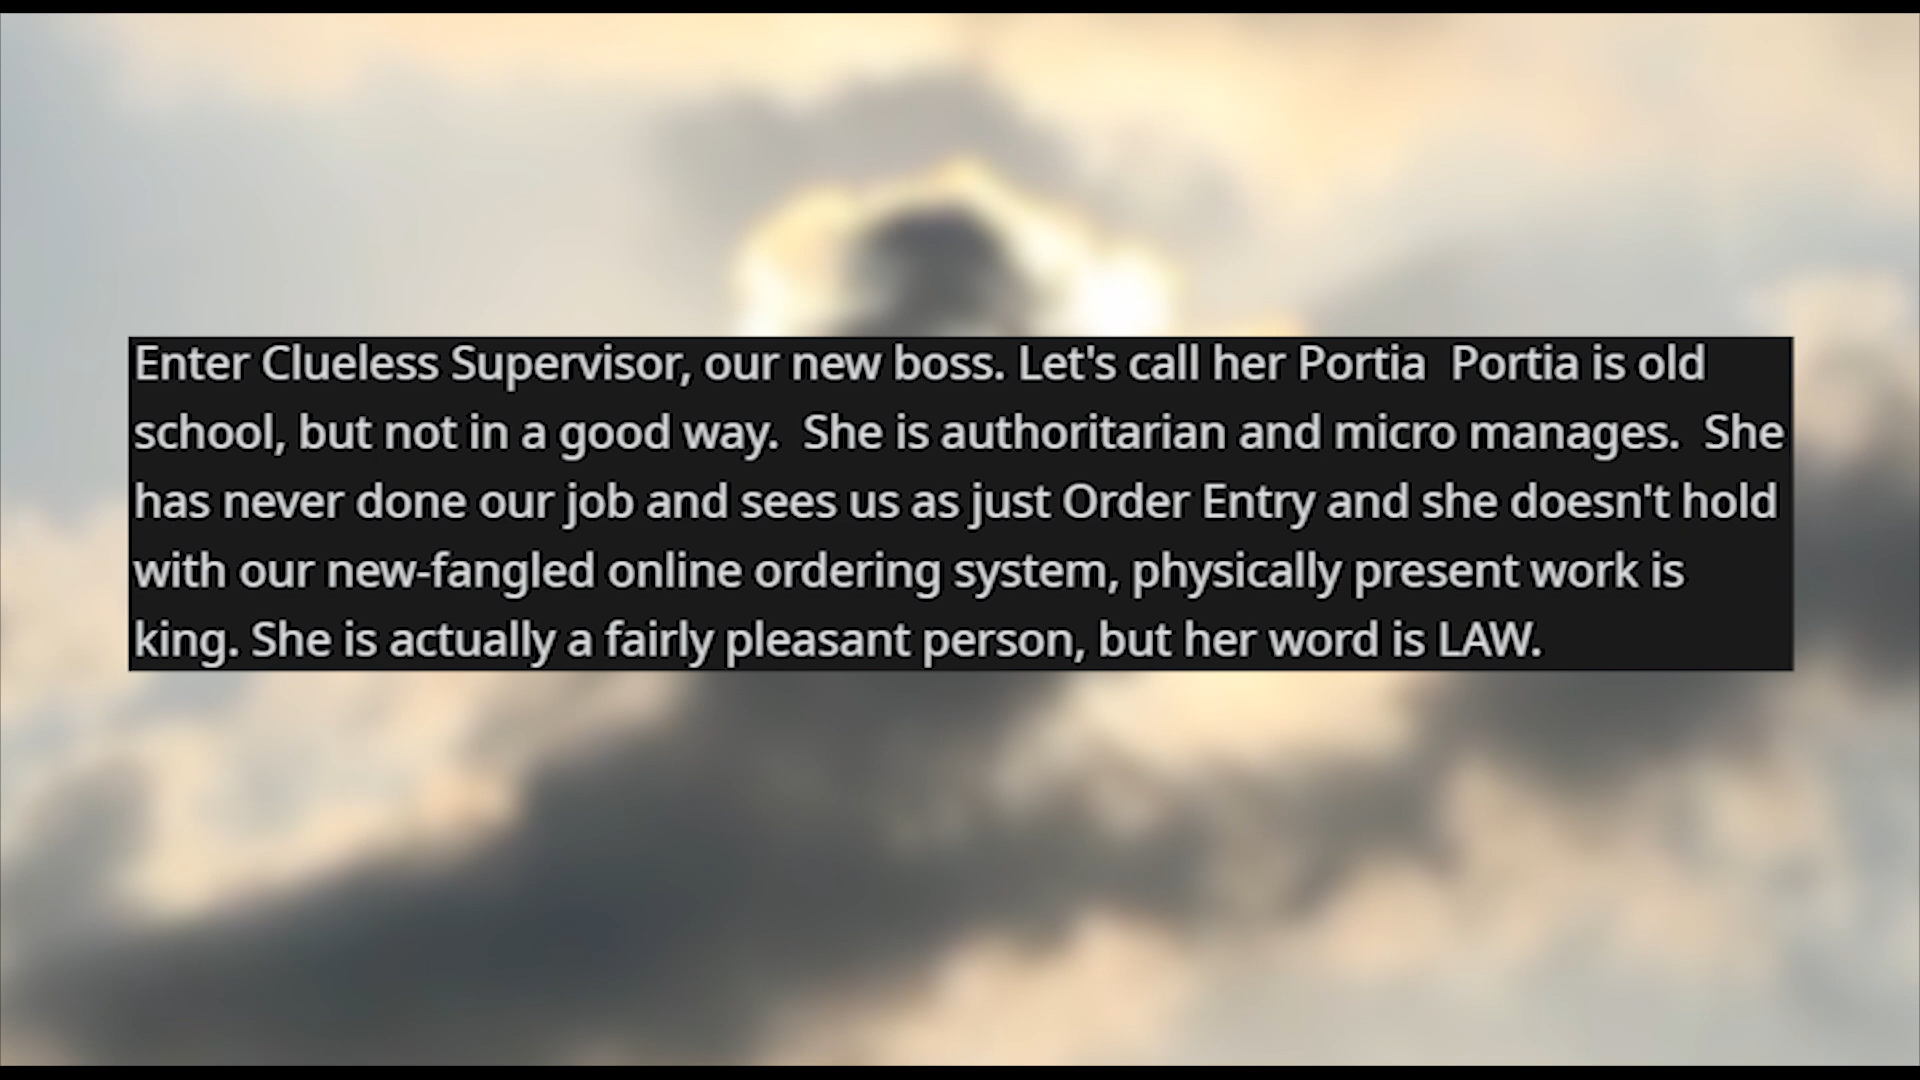 Enter Clueless Supervisor, our new boss. Let's call her Portia  Portia is old
school, but not in a good way.  She is authoritarian and micro manages.  She
has never done our job and sees us as just Order Entry and she doesn't hold
with our new-fangled online ordering system, physically present work is
king. She is actually a fairly pleasant person, but her word is LAW.